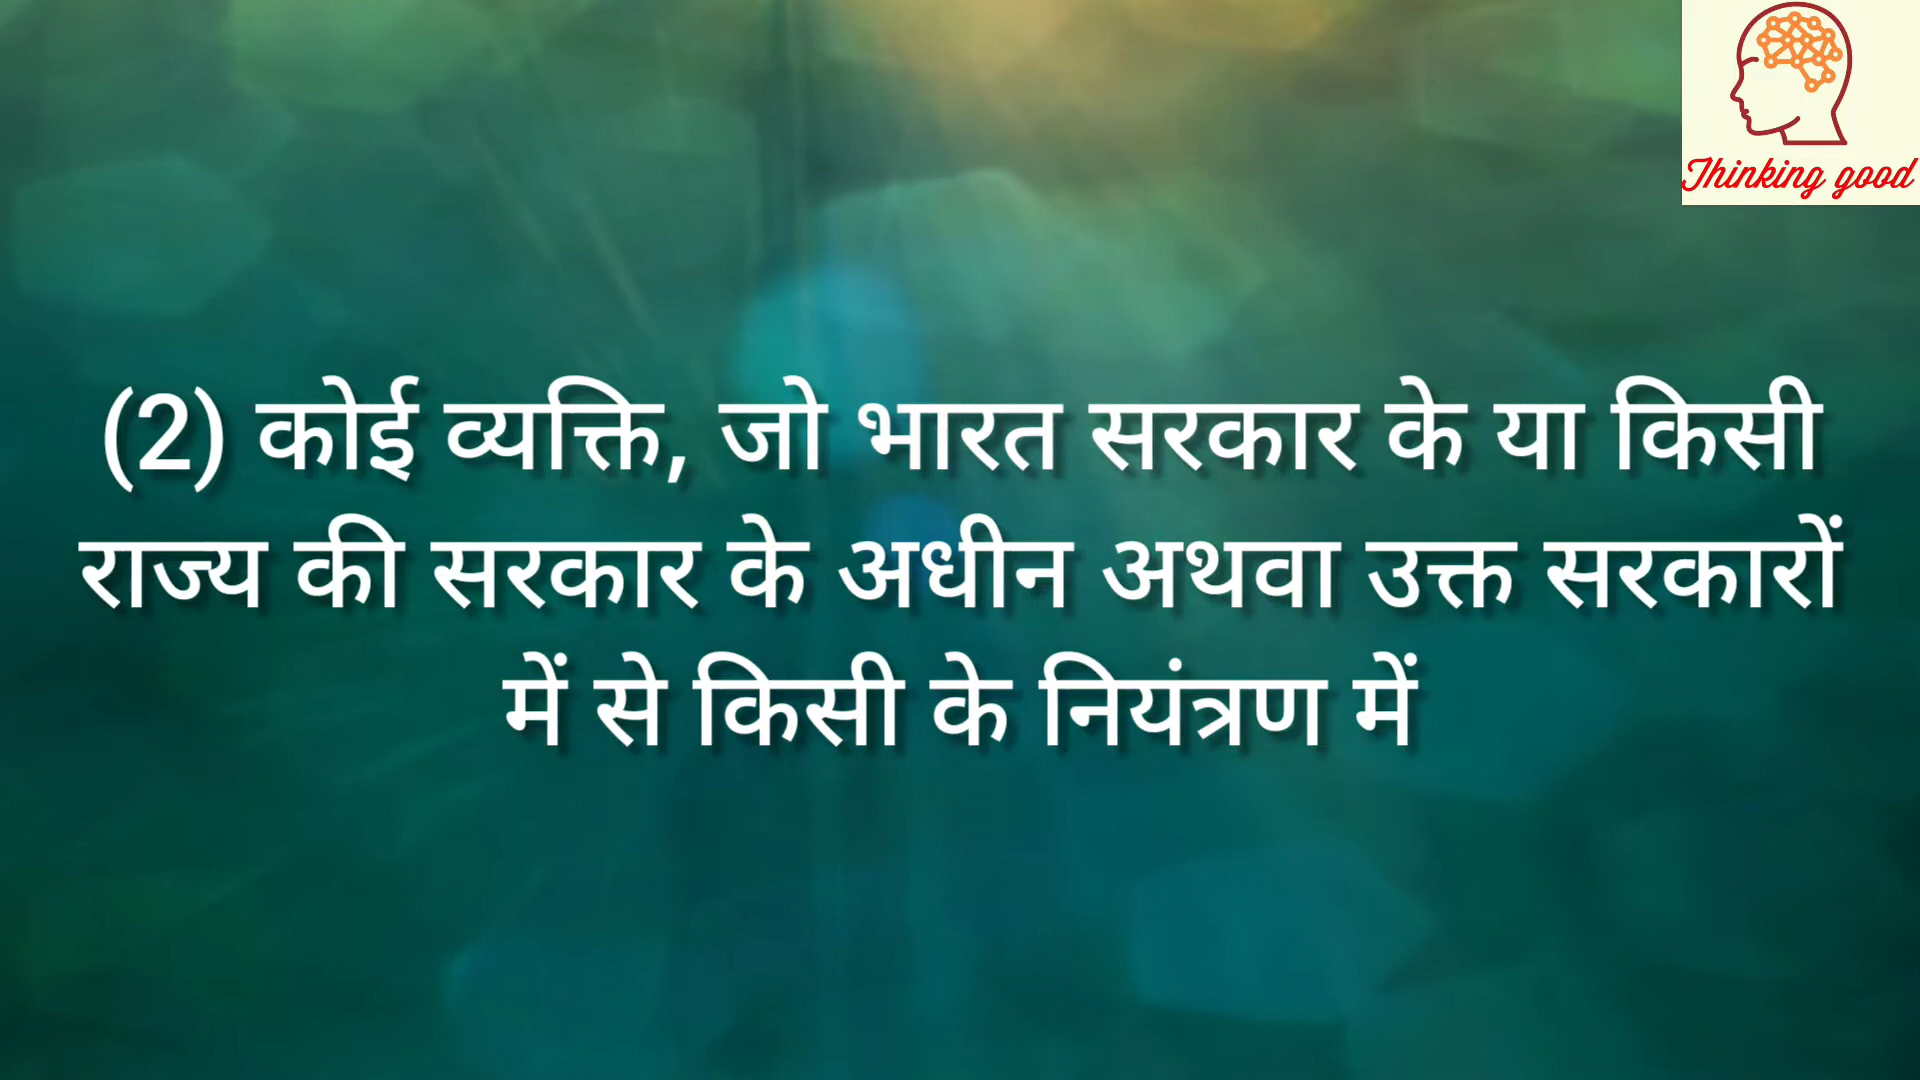 Thinking good
(2) कोई व्यक्ति, जो भारत सरकार के या किसी
राज्य की सरकार के अधीन अथवा उक्त सरकारों
में से किसी के नियंत्रण में